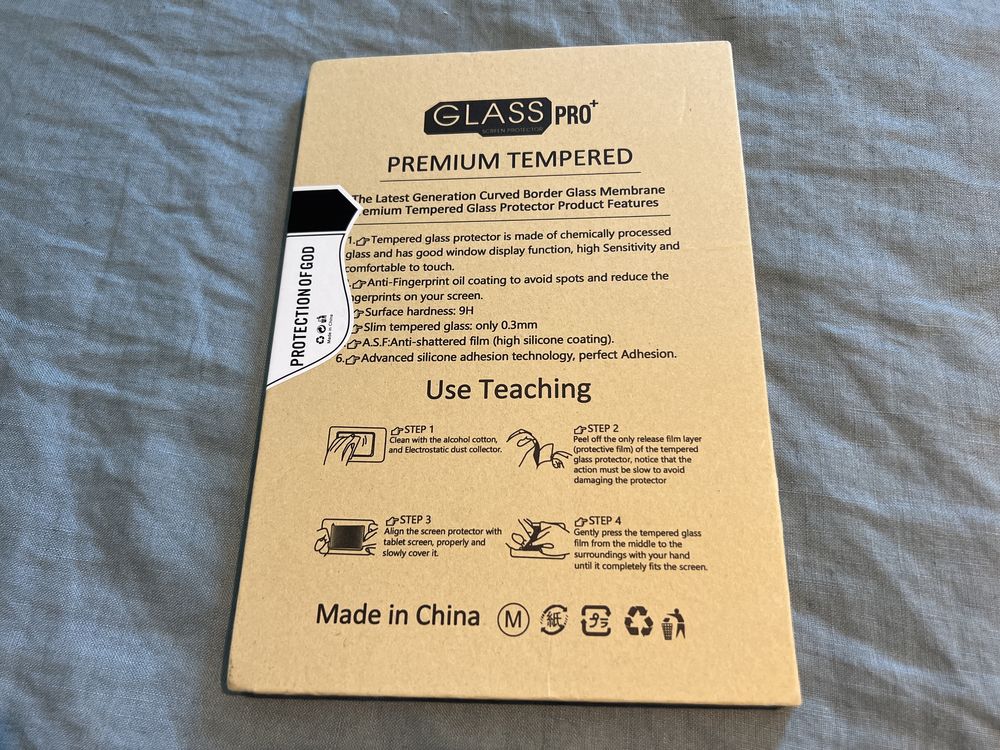 GLASS PRO+
SCREEN PROTECTOR
PREMIUM TEMPERED
The Latest Generation Curved Border Glass Membrane
emium Tempered Glass Protector Product Features
1.Tempered glass protector is made of chemically processed
glass and has good window display function, high Sensitivity and
comfortable to touch.
.Anti-Fingerprint oil coating to avoid spots and reduce the
ngerprints on your screen.
Surface hardness: 9H
Slim tempered glass: only 0.3mm
.A.S.F:Anti-shattered film (high silicone coating).
6.Advanced silicone adhesion technology, perfect Adhesion.
PROTECTION OF GOD
Made in China
Use Teaching
STEP 1
Clean with the alcohol cotton,
and Electrostatic dust collector.
STEP 2
Peel off the only release film layer
(protective film) of the tempered
glass protector, notice that the
action must be slow to avoid
damaging the protector
STEP 3
Align the screen protector with
tablet screen, properly and
slowly cover it.
STEP 4
Gently press the tempered glass
film from the middle to the
surroundings with your hand
until it completely fits the screen.
Made in China M 紙 プラ